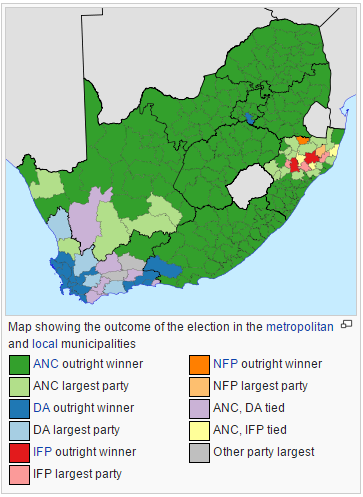 Map showing the outcome of the election in the metropolitan
and local municipalities
ANC outright winner
NFP outright winner
ANC largest party
NFP largest party
DA outright winner
ANC, DA tied
DA largest party
ANC, IFP tied
IFP outright winner
Other party largest
IFP largest party